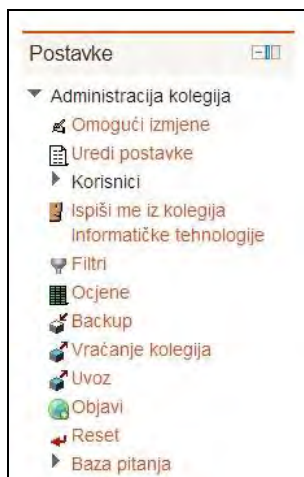 Postavke
Administracija kolegija
Omogući izmjene
Uredi postavke
Korisnici
Ispiši me iz kolegija
Informatičke tehnologije
Filtri
Ocjene
Backup
Vraćanje kolegija
Uvoz
Objavi
Reset
Baza pitanja